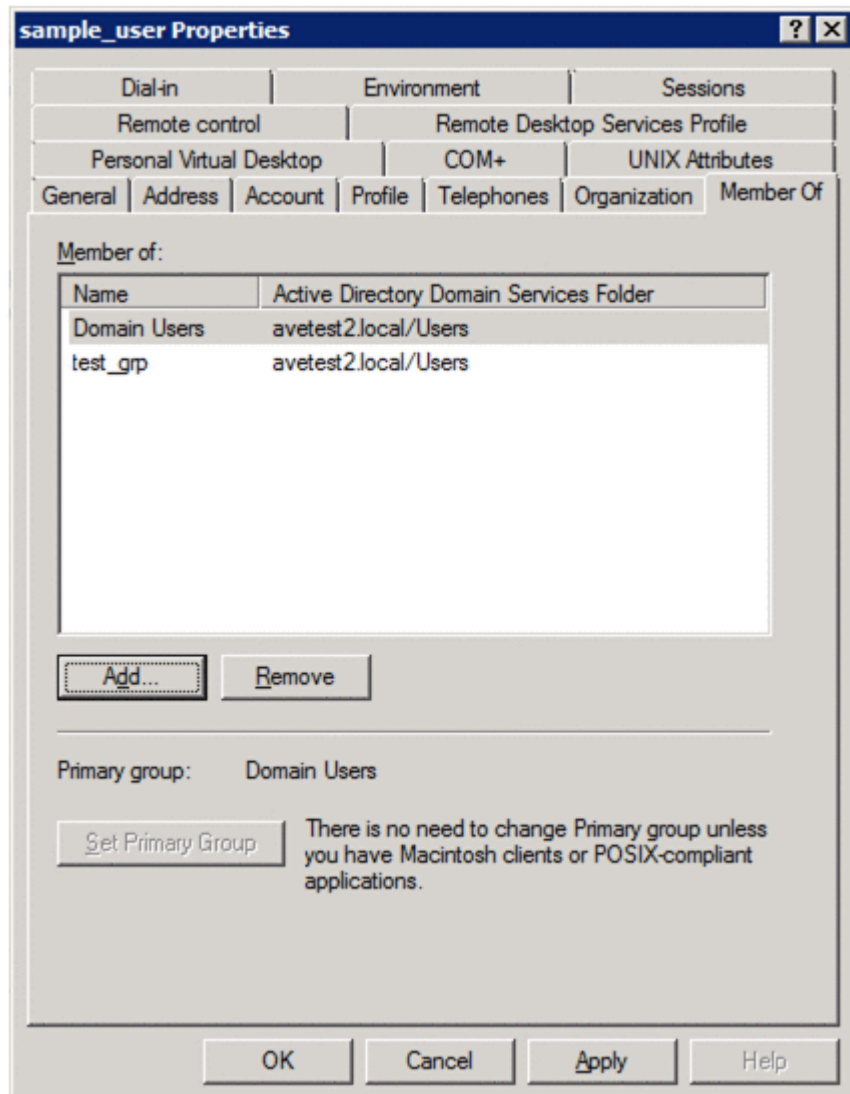 sample_user Properties
? X
Dial-in Environment Sessions
Remote control Remote Desktop Services Profile
Personal Virtual Desktop COM+ UNIX Attributes
General Address Account Profile Telephones Organization Member Of
Member of:
Name Active Directory Domain Services Folder
Domain Users avetest2.local/Users
test_grp avetest2.local/Users
Add... Remove
Primary group: Domain Users
Set Primary Group
There is no need to change Primary group unless
you have Macintosh clients or POSIX-compliant
applications.
OK Cancel Apply Help